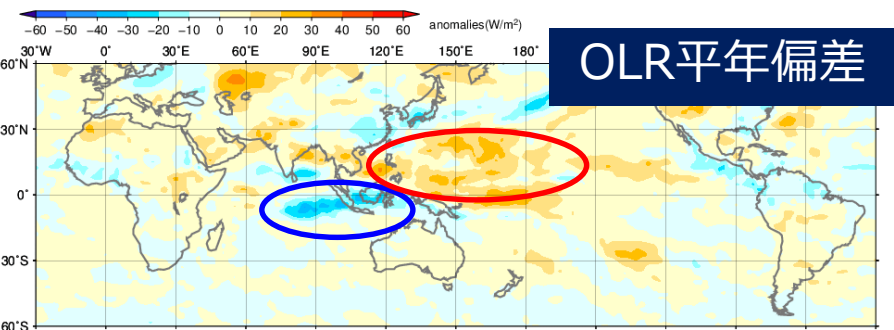 anomalies(W/m²)
−60 −50 −40 −30 −20 −10 0 10 20 30 40 50 60
30°W 0° 30°E 60°E 90°E 120°E 150°E 180°
OLR平年偏差
60°N
30°N
0°
30°S
60°S